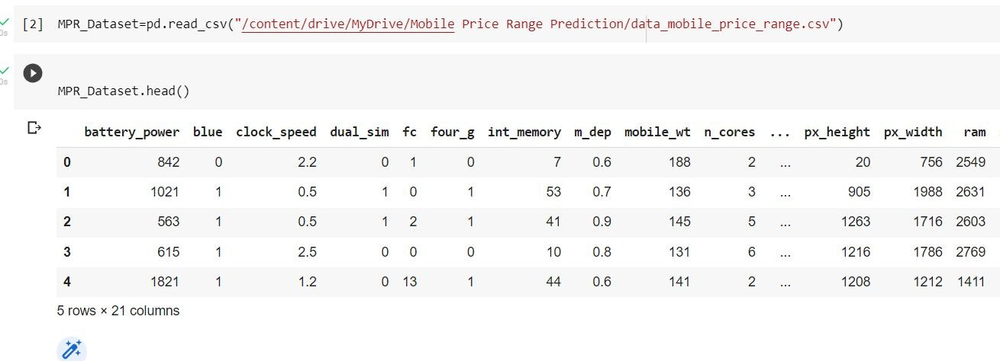 [2] MPR_Dataset=pd.read_csv("/content/drive/MyDrive/Mobile Price Range Prediction/data_mobile_price_range.csv")
0s
0s
MPR_Dataset.head()
battery_power blue clock_speed dual_sim fc four_g int_memory m_dep mobile_wt n_cores ... px_height px_width ram
0 842 0 2.2 0 1 0 7 0.6 188 2 ... 20 756 2549
1 1021 1 0.5 1 0 1 53 0.7 136 3 ... 905 1988 2631
2 563 1 0.5 1 2 1 41 0.9 145 5 ... 1263 1716 2603
3 615 1 2.5 0 0 0 10 0.8 131 6 ... 1216 1786 2769
4 1821 1 1.2 0 13 1 44 0.6 141 2 ... 1208 1212 1411
5 rows × 21 columns